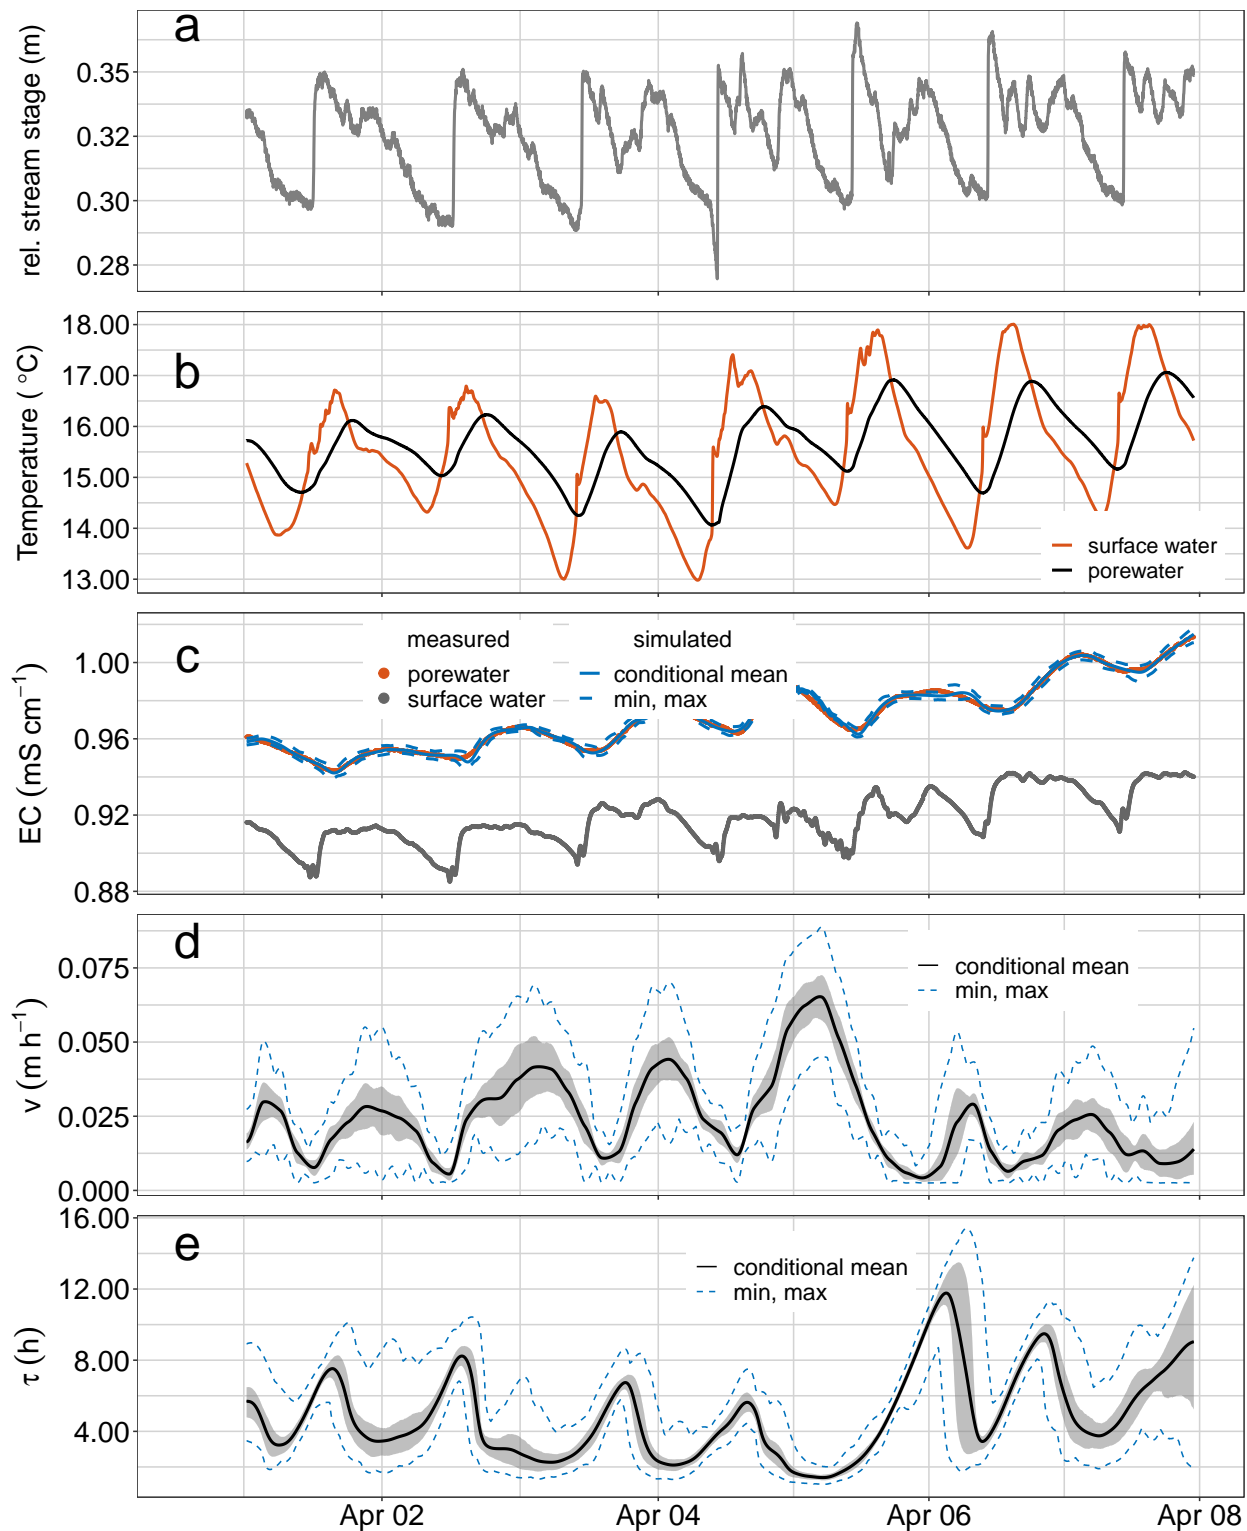 a
rel. stream stage (m)
0.35
0.32
0.30
0.28
b
Temperature ( °C)
18.00
17.00
16.00
15.00
14.00
13.00
surface water
porewater
c
EC (mS cm⁻¹)
1.00
0.96
0.92
0.88
measured simulated
porewater conditional mean
surface water min, max
d
v (m h⁻¹)
0.075
0.050
0.025
0.000
conditional mean
min, max
e
τ (h)
16.00
12.00
8.00
4.00
conditional mean
min, max
Apr 02 Apr 04 Apr 06 Apr 08